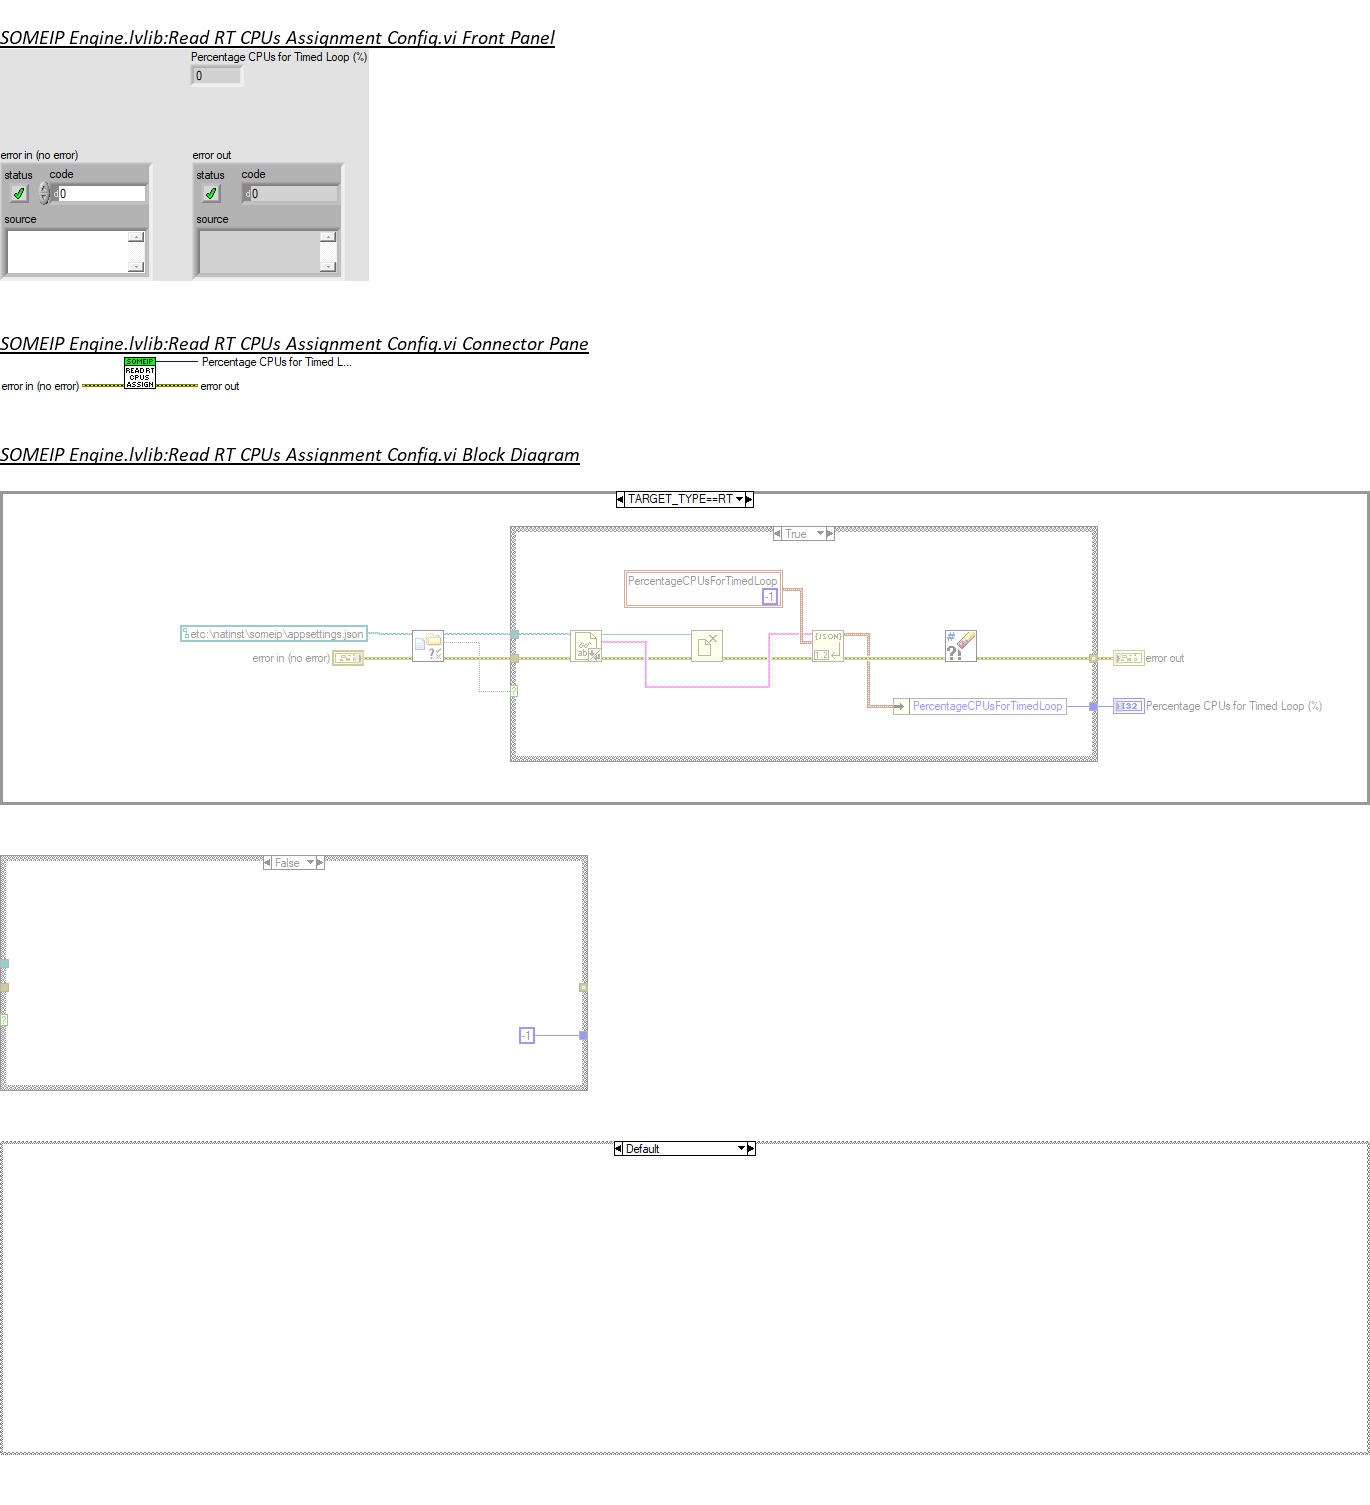 SOMEIP Engine.lvlib:Read RT CPUs Assignment Config.vi Front Panel
Percentage CPUs for Timed Loop (%)
0
error in (no error)
error out
status code
status code
d 0
d 0
source
source
SOMEIP Engine.lvlib:Read RT CPUs Assignment Config.vi Connector Pane
SOMEIP
READ RT
CPUS
ASSIGN
Percentage CPUs for Timed L...
error in (no error)
error out
SOMEIP Engine.lvlib:Read RT CPUs Assignment Config.vi Block Diagram
TARGET_TYPE==RT
True
PercentageCPUsForTimedLoop
-1
etc:\natinst\someip\appsettings.json
error in (no error)
?
ab
{JSON}
1.2
#
?!
error out
?
PercentageCPUsForTimedLoop
I32
Percentage CPUs for Timed Loop (%)
False
?
-1
Default